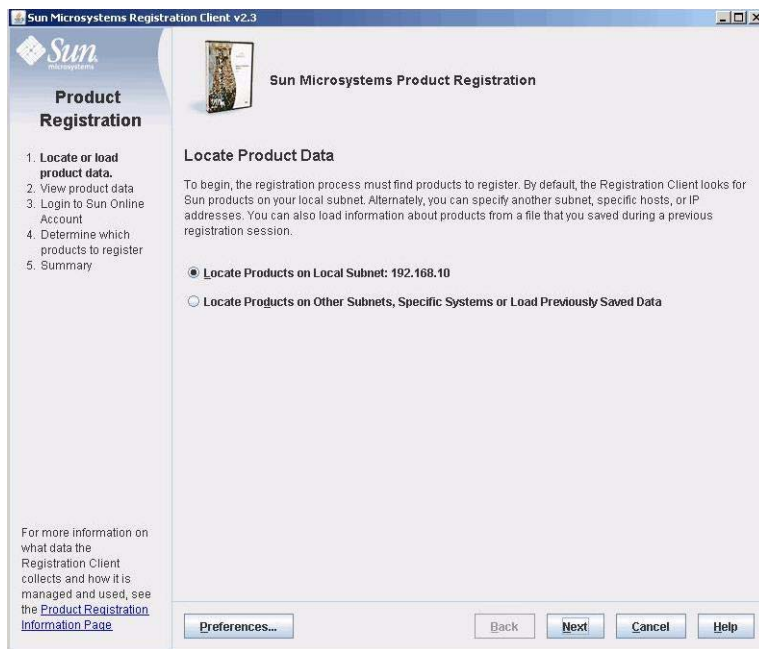 Sun Microsystems Registration Client v2.3
Sun
microsystems
Product
Registration
1. Locate or load
product data.
2. View product data
3. Login to Sun Online
Account
4. Determine which
products to register
5. Summary
For more information on
what data the
Registration Client
collects and how it is
managed and used, see
the Product Registration
Information Page
Sun Microsystems Product Registration
Locate Product Data
To begin, the registration process must find products to register. By default, the Registration Client looks for
Sun products on your local subnet. Alternately, you can specify another subnet, specific hosts, or IP
addresses. You can also load information about products from a file that you saved during a previous
registration session.
Locate Products on Local Subnet: 192.168.10
Locate Products on Other Subnets, Specific Systems or Load Previously Saved Data
Preferences...
Back
Next
Cancel
Help